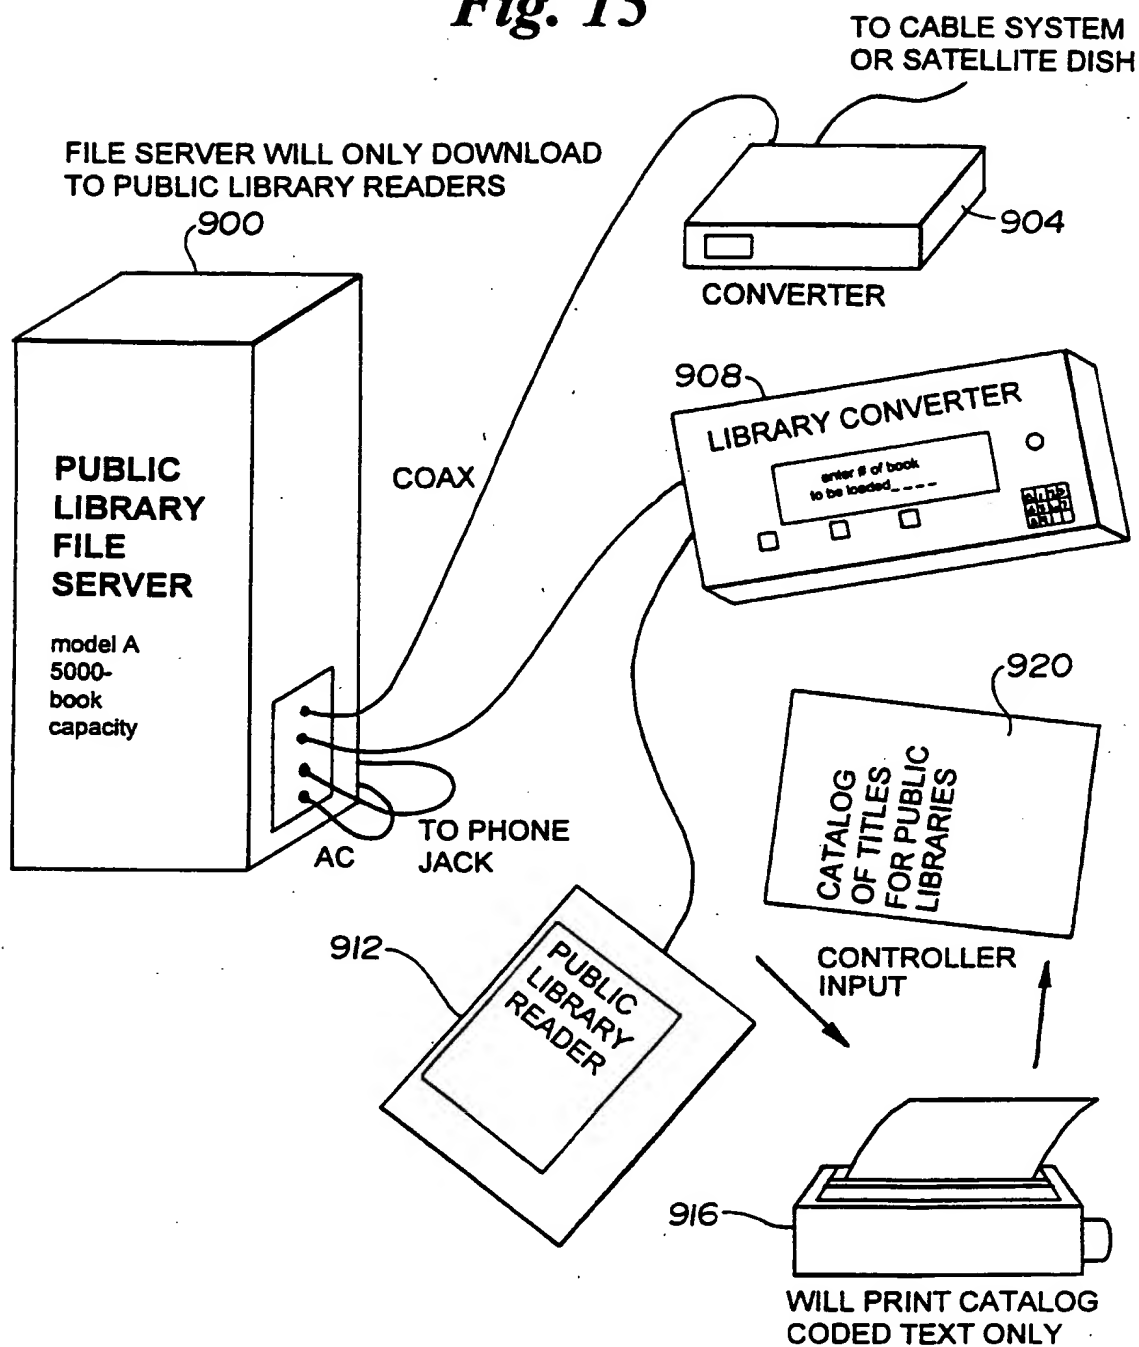 Fig. 15
TO CABLE SYSTEM
OR SATELLITE DISH
FILE SERVER WILL ONLY DOWNLOAD
TO PUBLIC LIBRARY READERS
900
904
CONVERTER
908
LIBRARY CONVERTER
enter # of book
to be loaded_ _ _ _
COAX
PUBLIC
LIBRARY
FILE
SERVER
model A
5000-
book
capacity
AC
TO PHONE
JACK
920
CATALOG
OF TITLES
FOR PUBLIC
LIBRARIES
912
PUBLIC
LIBRARY
READER
CONTROLLER
INPUT
916
WILL PRINT CATALOG
CODED TEXT ONLY